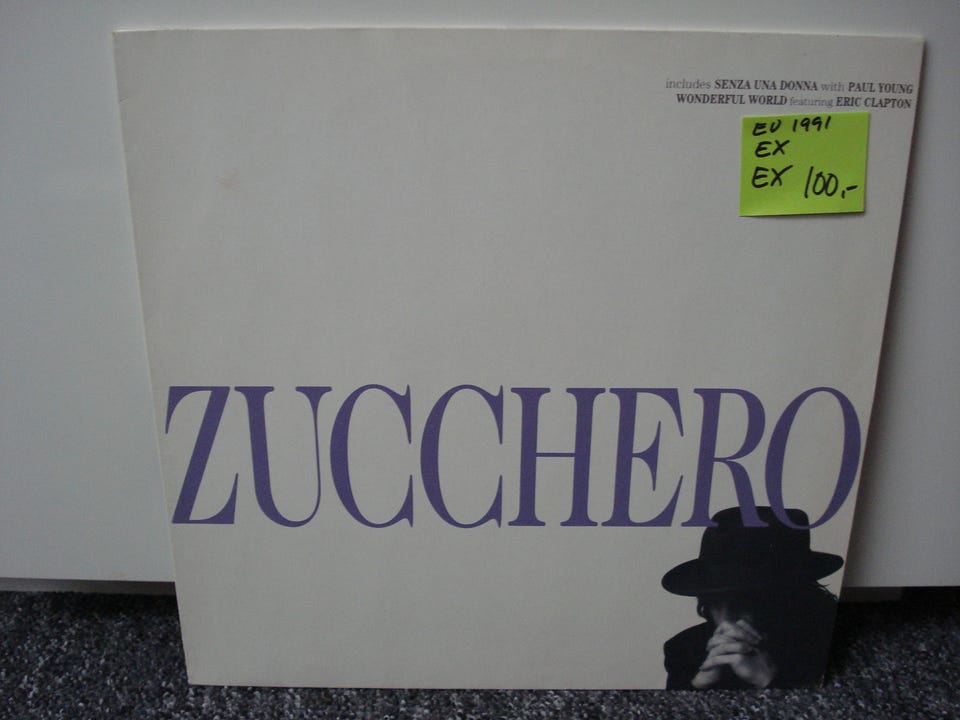 includes SENZA UNA DONNA with PAUL YOUNG
WONDERFUL WORLD featuring ERIC CLAPTON
EU 1991
EX
EX 100,-
ZUCCHERO